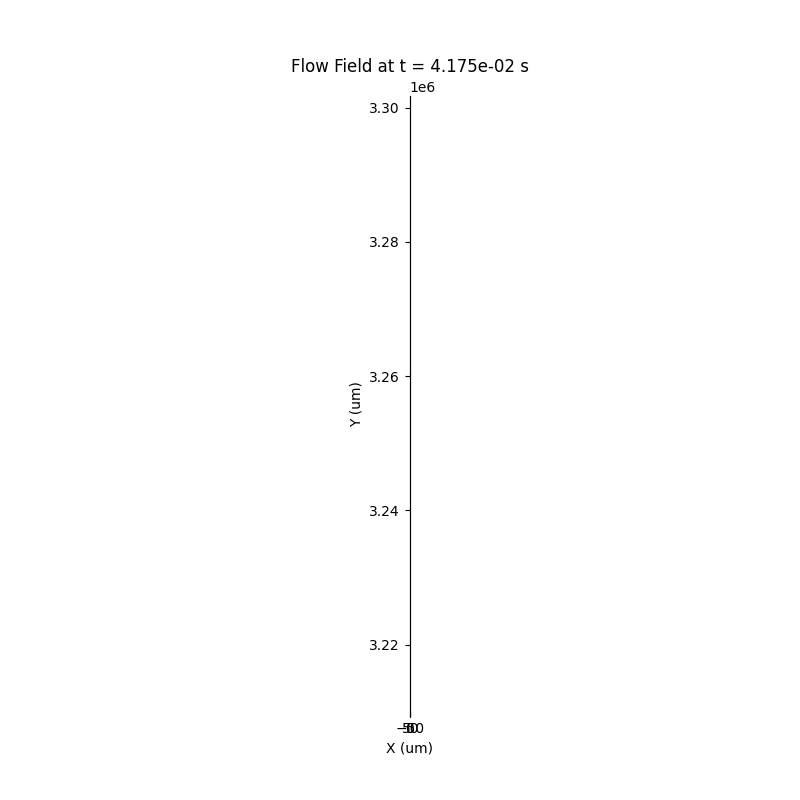 Flow Field at t = 4.175e-02 s
1e6
3.30
3.28
3.26
3.24
3.22
Y (um)
X (um)